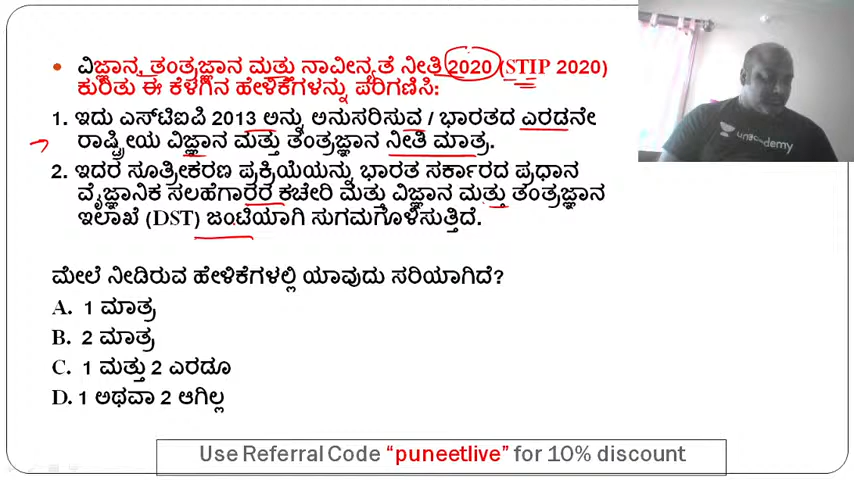 ವಿಜ್ಞಾನ, ತಂತ್ರಜ್ಞಾನ ಮತ್ತು ನಾವೀನ್ಯತೆ ನೀತಿ 2020 (STIP 2020)
ಕುರಿತು ಈ ಕೆಳಗಿನ ಹೇಳಿಕೆಗಳನ್ನು ಪರಿಗಣಿಸಿ:
1. ಇದು ಎಸ್‌ಟಿಐಪಿ 2013 ಅನ್ನು ಅನುಸರಿಸುವ / ಭಾರತದ ಎರಡನೇ
ರಾಷ್ಟ್ರೀಯ ವಿಜ್ಞಾನ ಮತ್ತು ತಂತ್ರಜ್ಞಾನ ನೀತಿ ಮಾತ್ರ.
2. ಇದರ ಸೂತ್ರೀಕರಣ ಪ್ರಕ್ರಿಯೆಯನ್ನು ಭಾರತ ಸರ್ಕಾರದ ಪ್ರಧಾನ
ವೈಜ್ಞಾನಿಕ ಸಲಹೆಗಾರರ ಕಚೇರಿ ಮತ್ತು ವಿಜ್ಞಾನ ಮತ್ತು ತಂತ್ರಜ್ಞಾನ
ಇಲಾಖೆ (DST) ಜಂಟಿಯಾಗಿ ಸುಗಮಗೊಳಿಸುತ್ತಿದೆ.
unacademy
ಮೇಲೆ ನೀಡಿರುವ ಹೇಳಿಕೆಗಳಲ್ಲಿ ಯಾವುದು ಸರಿಯಾಗಿದೆ?
A. 1 ಮಾತ್ರ
B. 2 ಮಾತ್ರ
C. 1 ಮತ್ತು 2 ಎರಡೂ
D. 1 ಅಥವಾ 2 ಆಗಿಲ್ಲ
Use Referral Code “puneetlive” for 10% discount